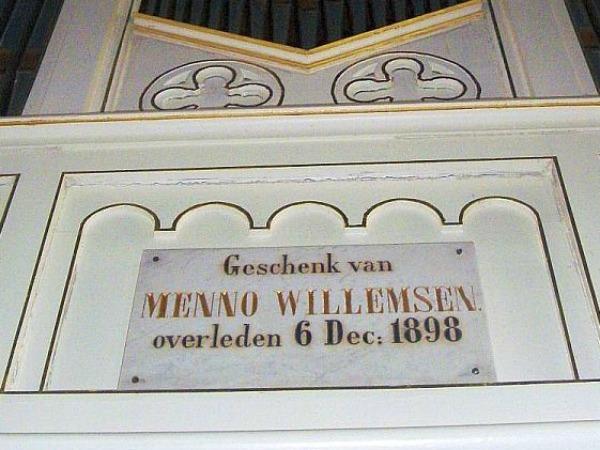 Geschenk van
MENNO WILLEMSEN.
overleden 6 Dec: 1898